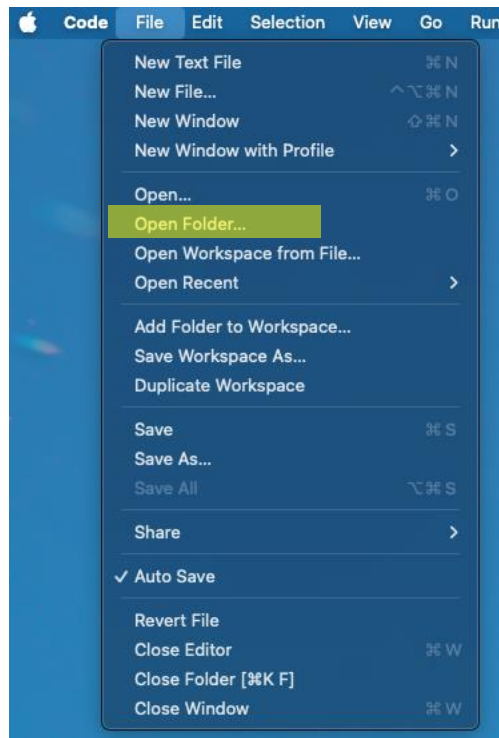 Code File Edit Selection View Go Run
New Text File ⌘ N
New File... ⌃⌥⌘ N
New Window ⇧⌘ N
New Window with Profile >
Open... ⌘ O
Open Folder...
Open Workspace from File...
Open Recent >
Add Folder to Workspace...
Save Workspace As...
Duplicate Workspace
Save ⌘ S
Save As...
Save All ⌥⌘ S
Share >
✓ Auto Save
Revert File
Close Editor ⌘ W
Close Folder [⌘K F]
Close Window ⌘ W